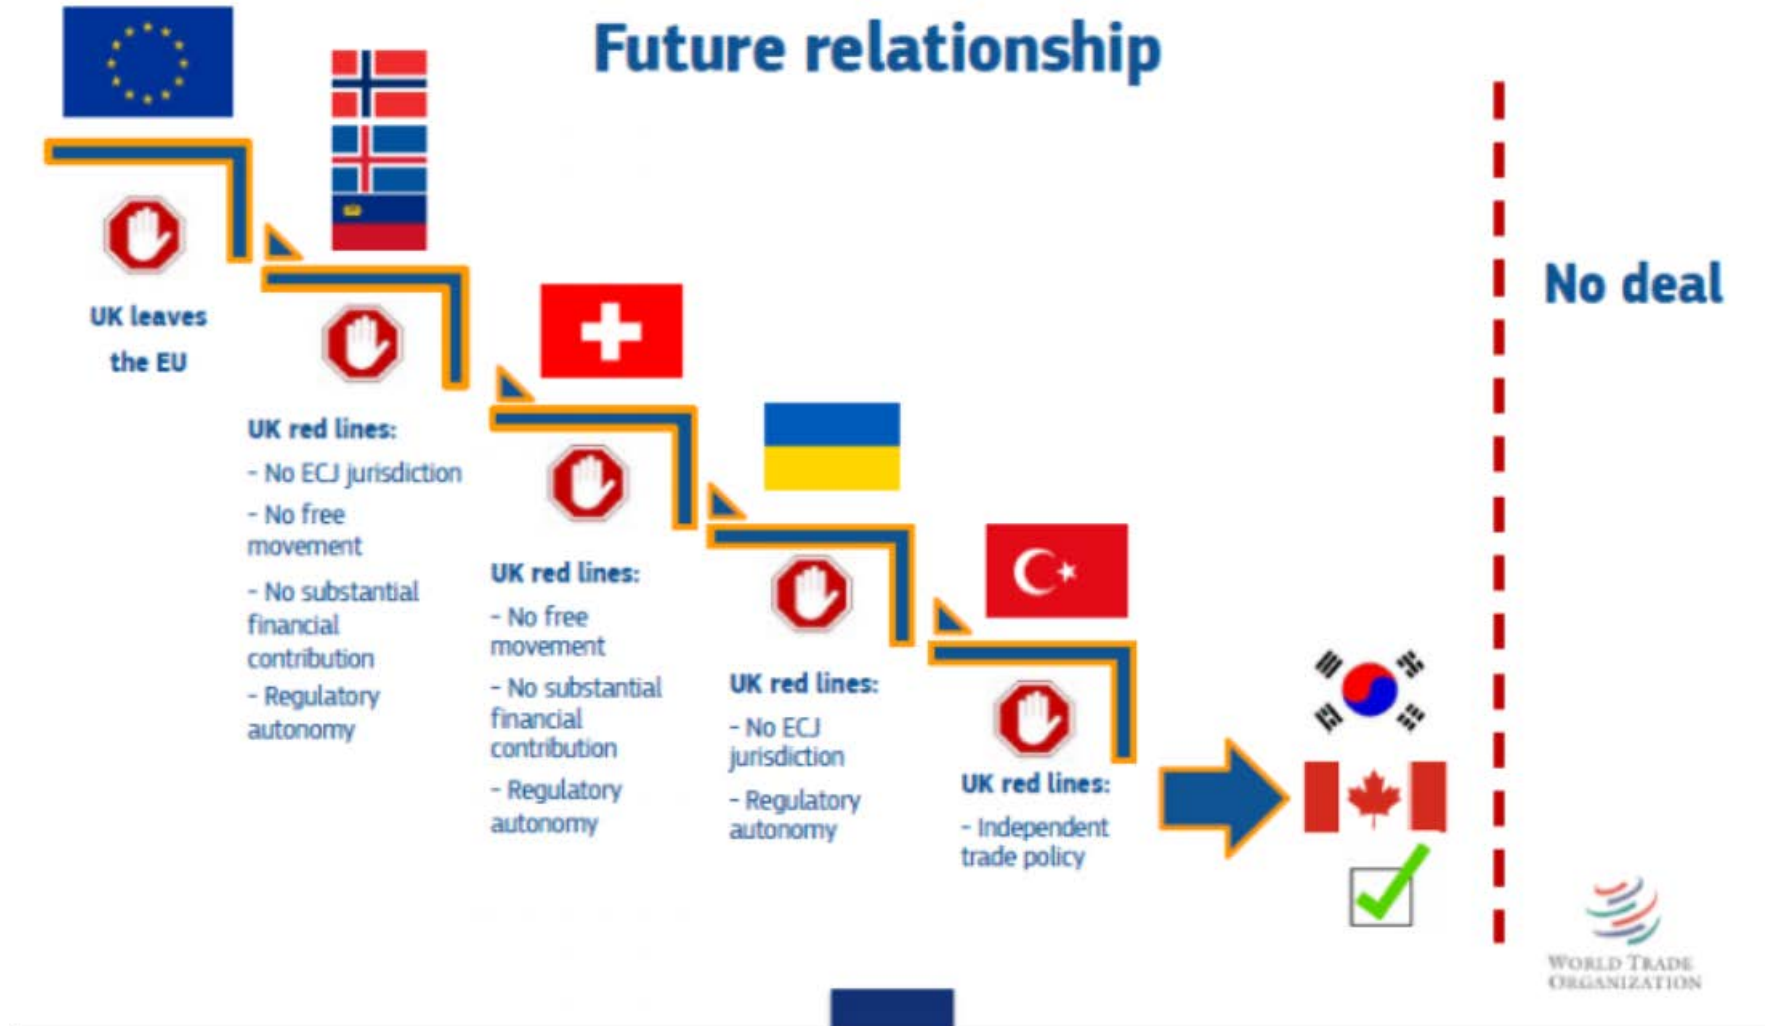 Future relationship
No deal
UK leaves
the EU
UK red lines:
- No ECJ jurisdiction
- No free
movement
- No substantial
financial
contribution
- Regulatory
autonomy
UK red lines:
- No free
movement
- No substantial
financial
contribution
- Regulatory
autonomy
UK red lines:
- No ECJ
jurisdiction
- Regulatory
autonomy
UK red lines:
- Independent
trade policy
WORLD TRADE
ORGANIZATION